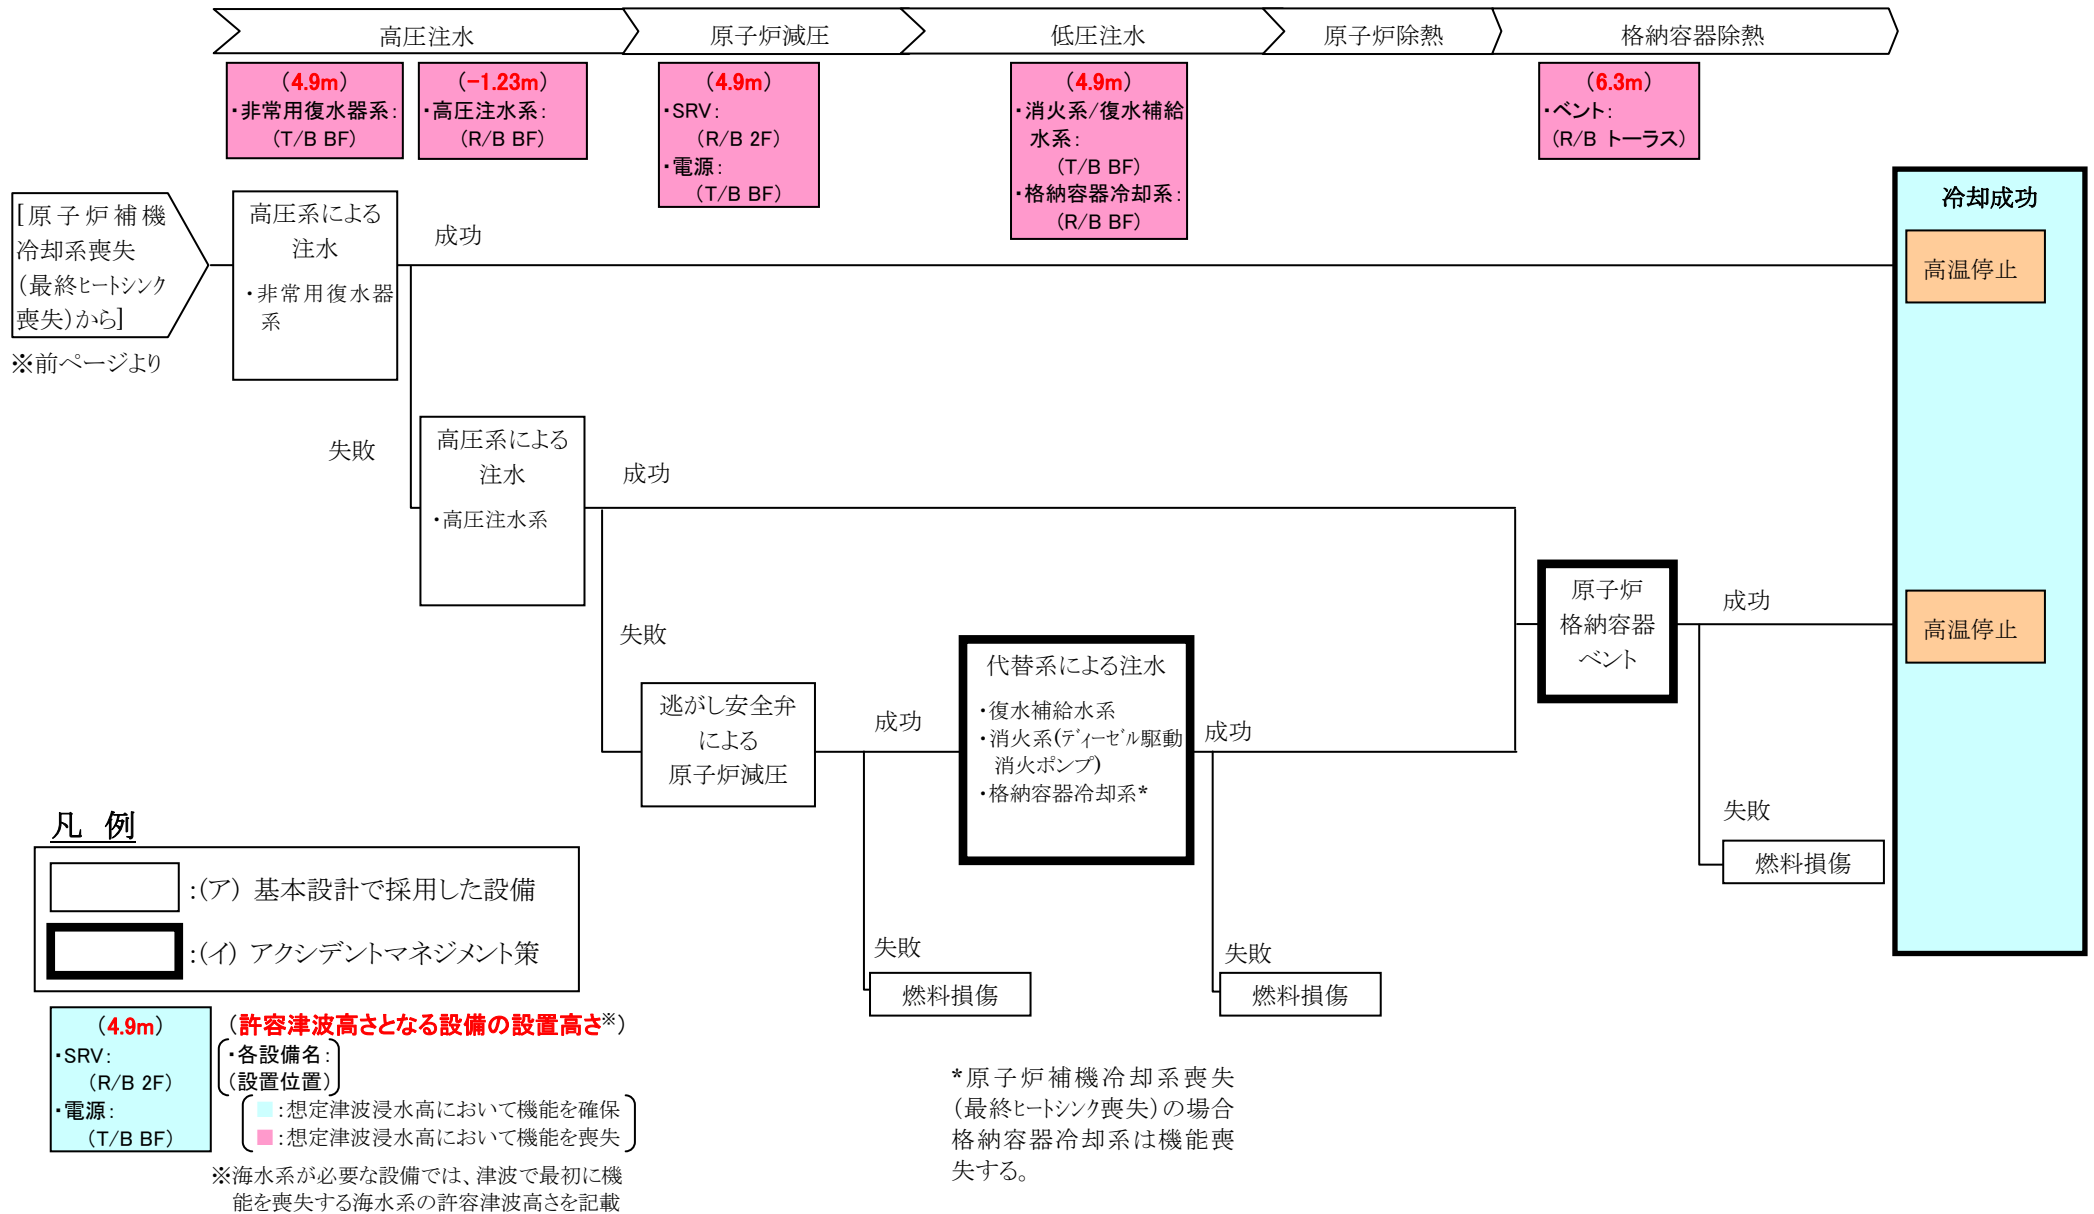 高圧注水
原子炉減圧
低圧注水
原子炉除熱
格納容器除熱
(4.9m)
・非常用復水器系:
(T/B BF)
(-1.23m)
・高圧注水系:
(R/B BF)
(4.9m)
・SRV:
(R/B 2F)
・電源:
(T/B BF)
(4.9m)
・消火系/復水補給
水系:
(T/B BF)
・格納容器冷却系:
(R/B BF)
(6.3m)
・ベント:
(R/B トーラス)
[原子炉補機
冷却系喪失
(最終ヒートシンク
喪失)から]
※前ページより
高圧系による
注水
・非常用復水器
系
成功
失敗
高圧系による
注水
・高圧注水系
成功
失敗
逃がし安全弁
による
原子炉減圧
成功
失敗
燃料損傷
代替系による注水
・復水補給水系
・消火系(ディーゼル駆動
消火ポンプ)
・格納容器冷却系*
成功
失敗
燃料損傷
原子炉
格納容器
ベント
成功
失敗
燃料損傷
冷却成功
高温停止
高温停止
凡 例
:(ア) 基本設計で採用した設備
:(イ) アクシデントマネジメント策
(4.9m)
・SRV:
(R/B 2F)
・電源:
(T/B BF)
(許容津波高さとなる設備の設置高さ※)
・各設備名:
(設置位置)
:想定津波浸水高において機能を確保
:想定津波浸水高において機能を喪失
※海水系が必要な設備では、津波で最初に機
能を喪失する海水系の許容津波高さを記載
*原子炉補機冷却系喪失
(最終ヒートシンク喪失)の場合
格納容器冷却系は機能喪
失する。